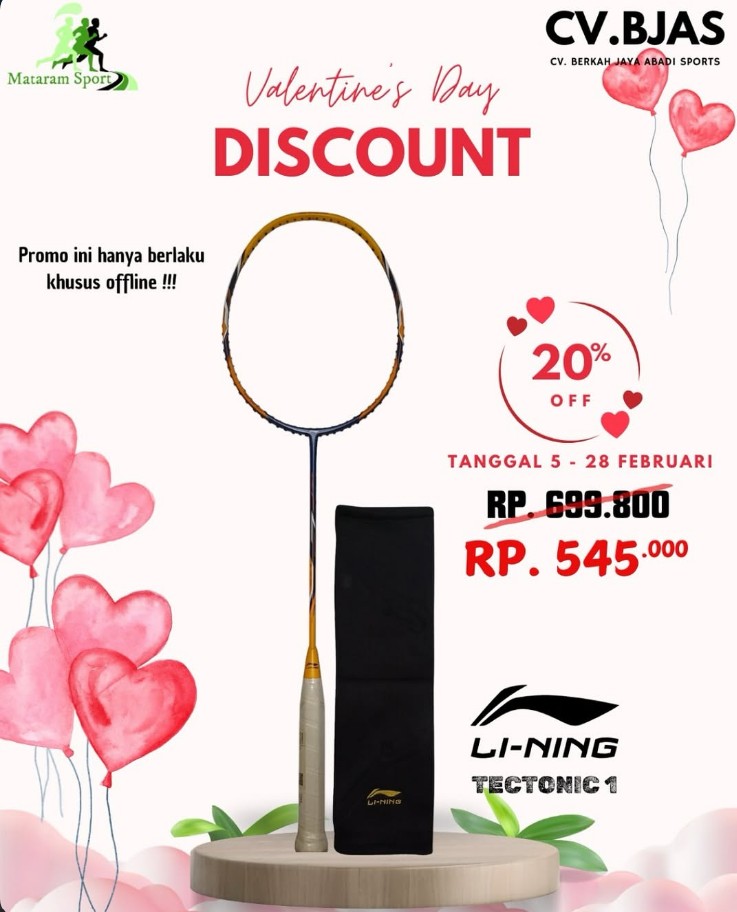 Mataram Sport
CV.BJAS
CV. BERKAH JAYA ABADI SPORTS
Valentine's Day
DISCOUNT
Promo ini hanya berlaku
khusus offline !!!
20%
OFF
TANGGAL 5 - 28 FEBRUARI
RP. 699.800
RP. 545.000
LI-NING
TECTONIC 1
LI-NING